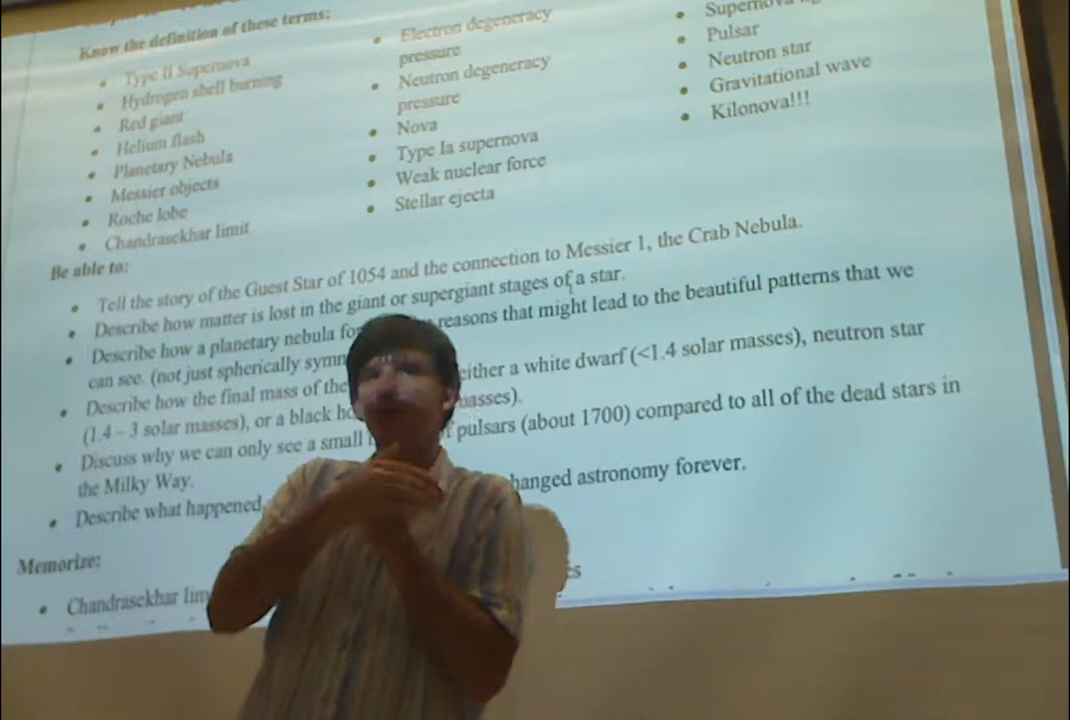 Know the definition of these terms:
Type II Supernova
Hydrogen shell burning
Red giant
Helium flash
Planetary Nebula
Messier objects
Roche lobe
Chandrasekhar limit
Electron degeneracy
pressure
Neutron degeneracy
pressure
Nova
Type Ia supernova
Weak nuclear force
Stellar ejecta
Supernova
Pulsar
Neutron star
Gravitational wave
Kilonova!!!
Be able to:
Tell the story of the Guest Star of 1054 and the connection to Messier 1, the Crab Nebula.
Describe how matter is lost in the giant or supergiant stages of a star.
Describe how a planetary nebula reasons that might lead to the beautiful patterns that we
can see. (not just spherically
Describe how the final mass of the either a white dwarf (<1.4 solar masses), neutron star
(1.4 – 3 solar masses), or a black masses).
Discuss why we can only see a small pulsars (about 1700) compared to all of the dead stars in
the Milky Way.
Describe what happened astronomy forever.
Memorize:
Chandrasekhar